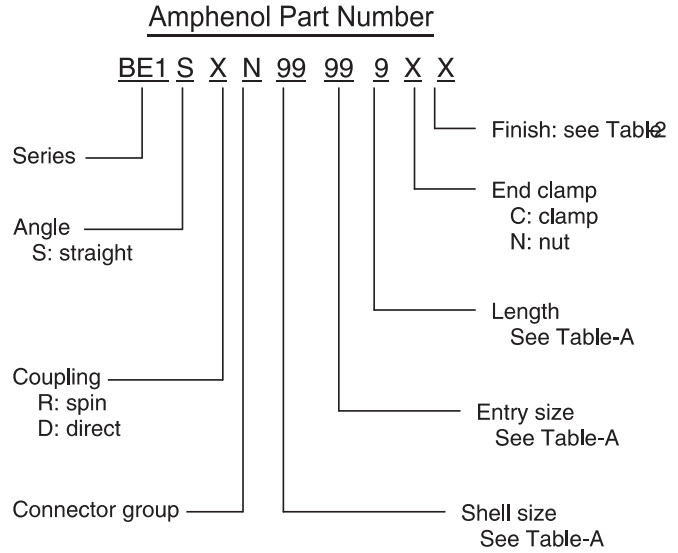 Amphenol Part Number
BE1 S X N 99 99 9 X X
Finish: see Table2
Series
End clamp
C: clamp
N: nut
Angle
S: straight
Length
See Table-A
Coupling
R: spin
D: direct
Entry size
See Table-A
Connector group
Shell size
See Table-A